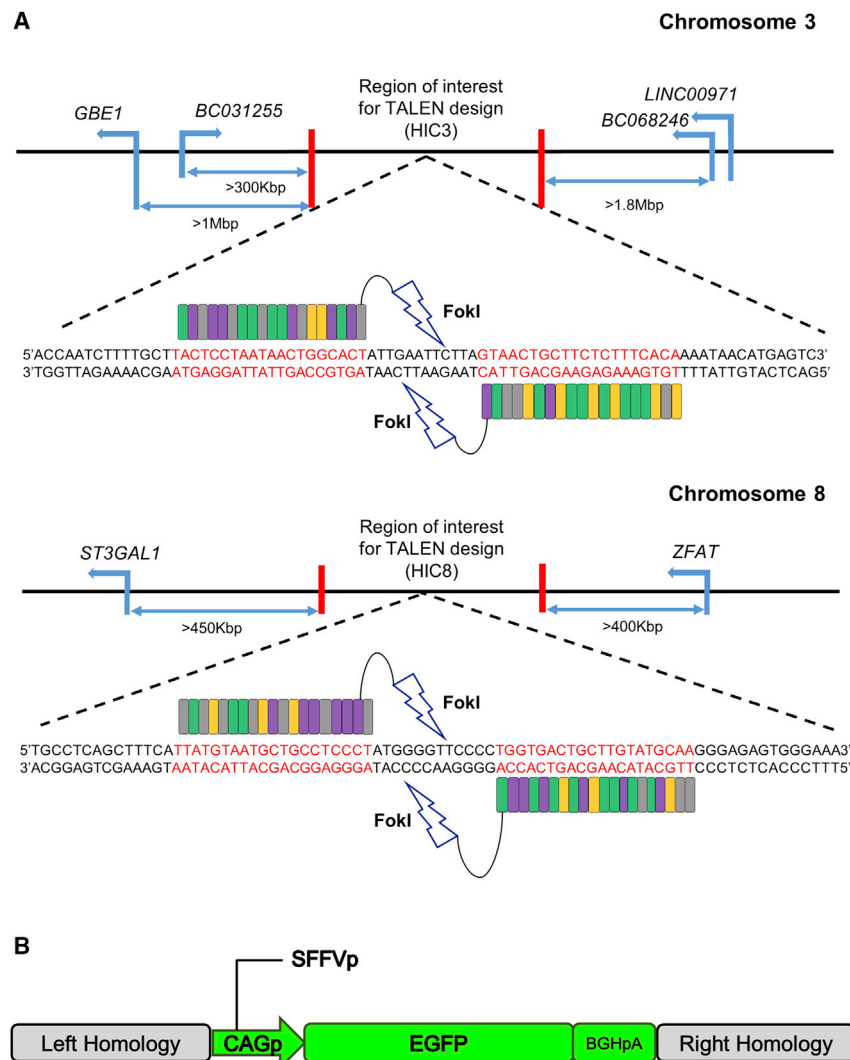 A
Chromosome 3
Region of interest
for TALEN design
(HIC3)
GBE1
BC031255
LINC00971
BC068246
>300Kbp
>1Mbp
>1.8Mbp
FokI
5'ACCAATCTTTTGCTTACTCCTAATAACTGGCACTATTGAATTCTTAGTAACTGCTTCTCTTTCACAAAATAACATGAGTC3'
3'TGGTTAGAAAACGAATGAGGATTATTGACCGTGATAACTTAAGAATCATTGACGAAGAGAAAGTGTTTTATTGTACTCAG5'
FokI
Chromosome 8
Region of interest
for TALEN design
(HIC8)
ST3GAL1
ZFAT
>450Kbp
>400Kbp
FokI
5'TGCCTCAGCTTTCATTATGTAATGCTGCCTCCCTATGGGGTTCCCCTGGTGACTGCTTGTATGCAAGGGAGAGTGGGAAA3'
3'ACGGAGTCGAAAGTAATACATTACGACGGAGGGATACCCCAAGGGGACCACTGACGAACATACGTTCCCTCTCACCCTTT5'
FokI
B
SFFVp
Left Homology
CAGp
EGFP
BGHpA
Right Homology